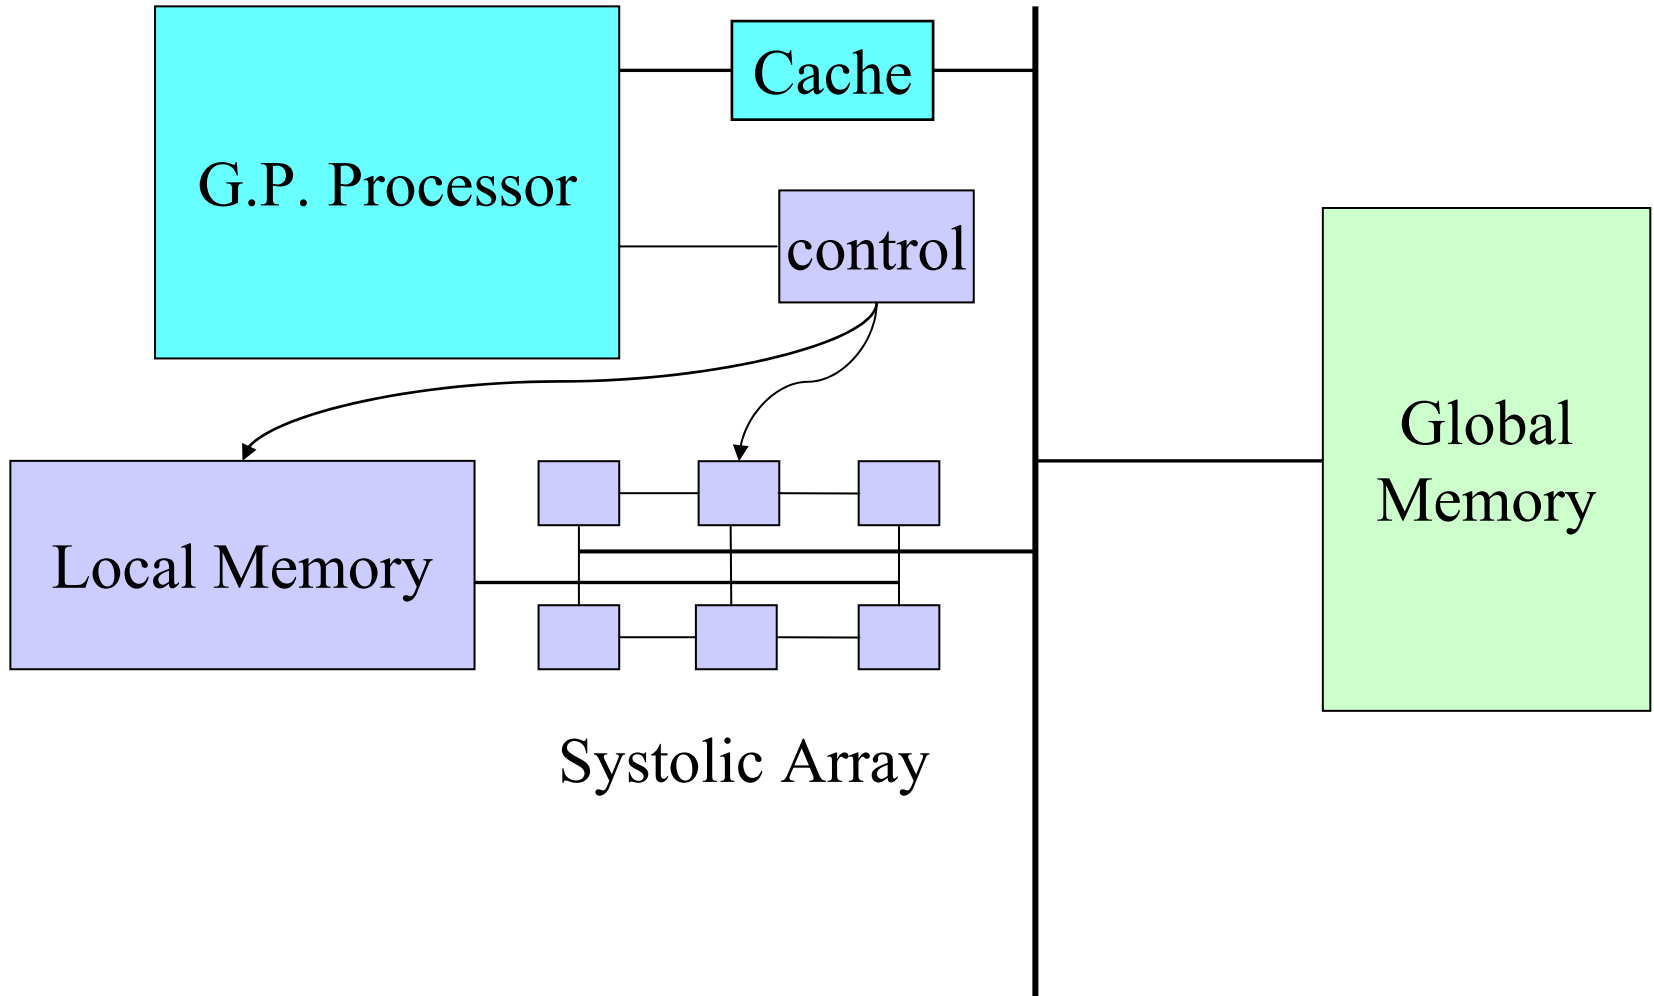 Cache
G.P. Processor
control
Global
Memory
Local Memory
Systolic Array